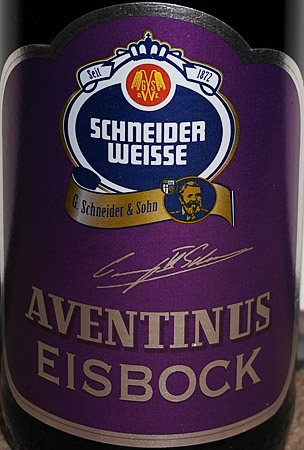 Seit 1872
SCHNEIDER
WEISSE
G. Schneider & Sohn
AVENTINUS
EISBOCK